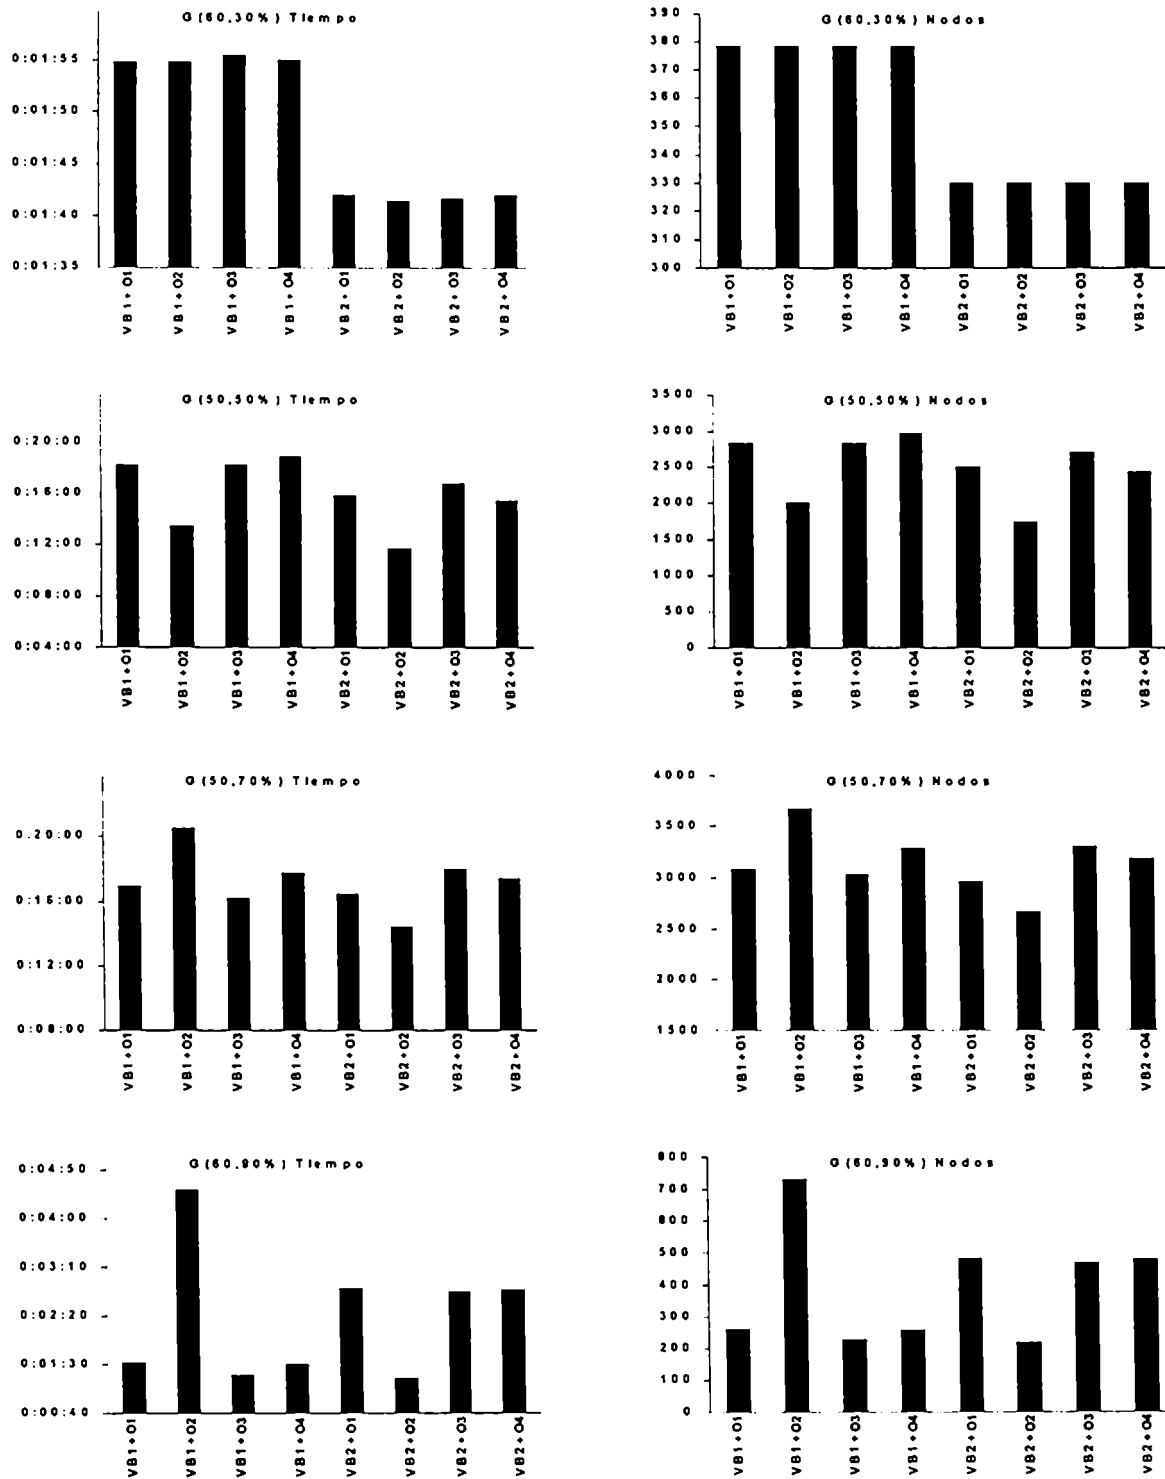 G(60,30%) Tiempo
0:01:55
0:01:50
0:01:45
0:01:40
0:01:35
VB1+O1
VB1+O2
VB1+O3
VB1+O4
VB2+O1
VB2+O2
VB2+O3
VB2+O4
G(60,30%) Nodos
390
380
370
360
350
340
330
320
310
300
VB1+O1
VB1+O2
VB1+O3
VB1+O4
VB2+O1
VB2+O2
VB2+O3
VB2+O4
G(50,50%) Tiempo
0:20:00
0:16:00
0:12:00
0:08:00
0:04:00
VB1+O1
VB1+O2
VB1+O3
VB1+O4
VB2+O1
VB2+O2
VB2+O3
VB2+O4
G(50,50%) Nodos
3500
3000
2500
2000
1500
1000
500
0
VB1+O1
VB1+O2
VB1+O3
VB1+O4
VB2+O1
VB2+O2
VB2+O3
VB2+O4
G(50,70%) Tiempo
0:20:00
0:16:00
0:12:00
0:08:00
VB1+O1
VB1+O2
VB1+O3
VB1+O4
VB2+O1
VB2+O2
VB2+O3
VB2+O4
G(50,70%) Nodos
4000
3500
3000
2500
2000
1500
VB1+O1
VB1+O2
VB1+O3
VB1+O4
VB2+O1
VB2+O2
VB2+O3
VB2+O4
G(60,90%) Tiempo
0:04:50
0:04:00
0:03:10
0:02:20
0:01:30
0:00:40
VB1+O1
VB1+O2
VB1+O3
VB1+O4
VB2+O1
VB2+O2
VB2+O3
VB2+O4
G(60,90%) Nodos
800
700
600
500
400
300
200
100
0
VB1+O1
VB1+O2
VB1+O3
VB1+O4
VB2+O1
VB2+O2
VB2+O3
VB2+O4